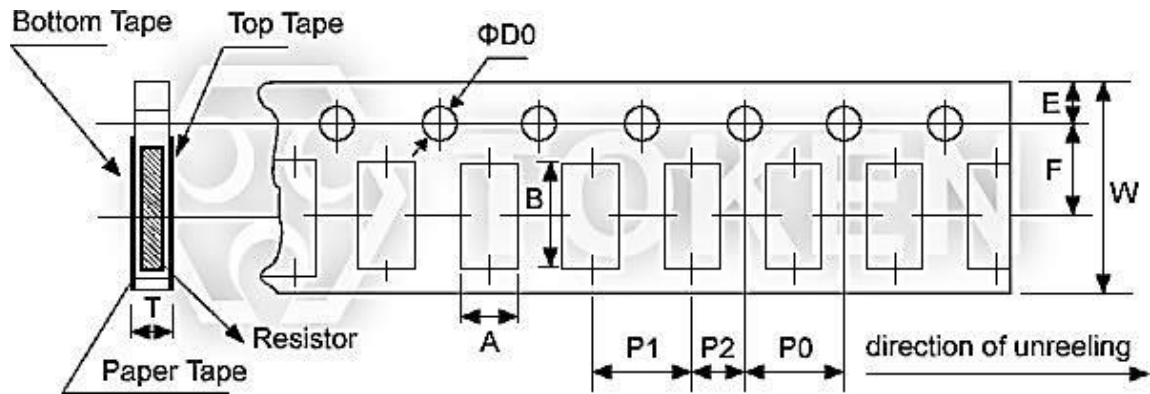 Bottom Tape
Top Tape
ΦD0
E
F
W
B
TOKEN
T
Resistor
A
P1
P2
P0
direction of unreeling
Paper Tape